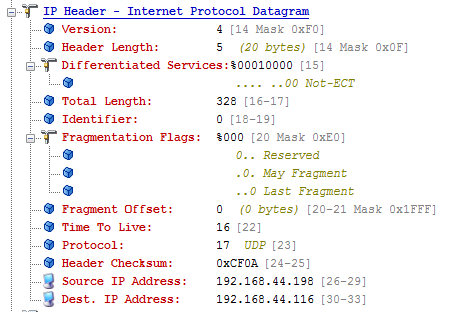 IP Header - Internet Protocol Datagram
Version: 4 [14 Mask 0xF0]
Header Length: 5 (20 bytes) [14 Mask 0x0F]
Differentiated Services:%00010000 [15]
.... ..00 Not-ECT
Total Length: 328 [16-17]
Identifier: 0 [18-19]
Fragmentation Flags: %000 [20 Mask 0xE0]
0.. Reserved
.0. May Fragment
..0 Last Fragment
Fragment Offset: 0 (0 bytes) [20-21 Mask 0x1FFF]
Time To Live: 16 [22]
Protocol: 17 UDP [23]
Header Checksum: 0xCF0A [24-25]
Source IP Address: 192.168.44.198 [26-29]
Dest. IP Address: 192.168.44.116 [30-33]